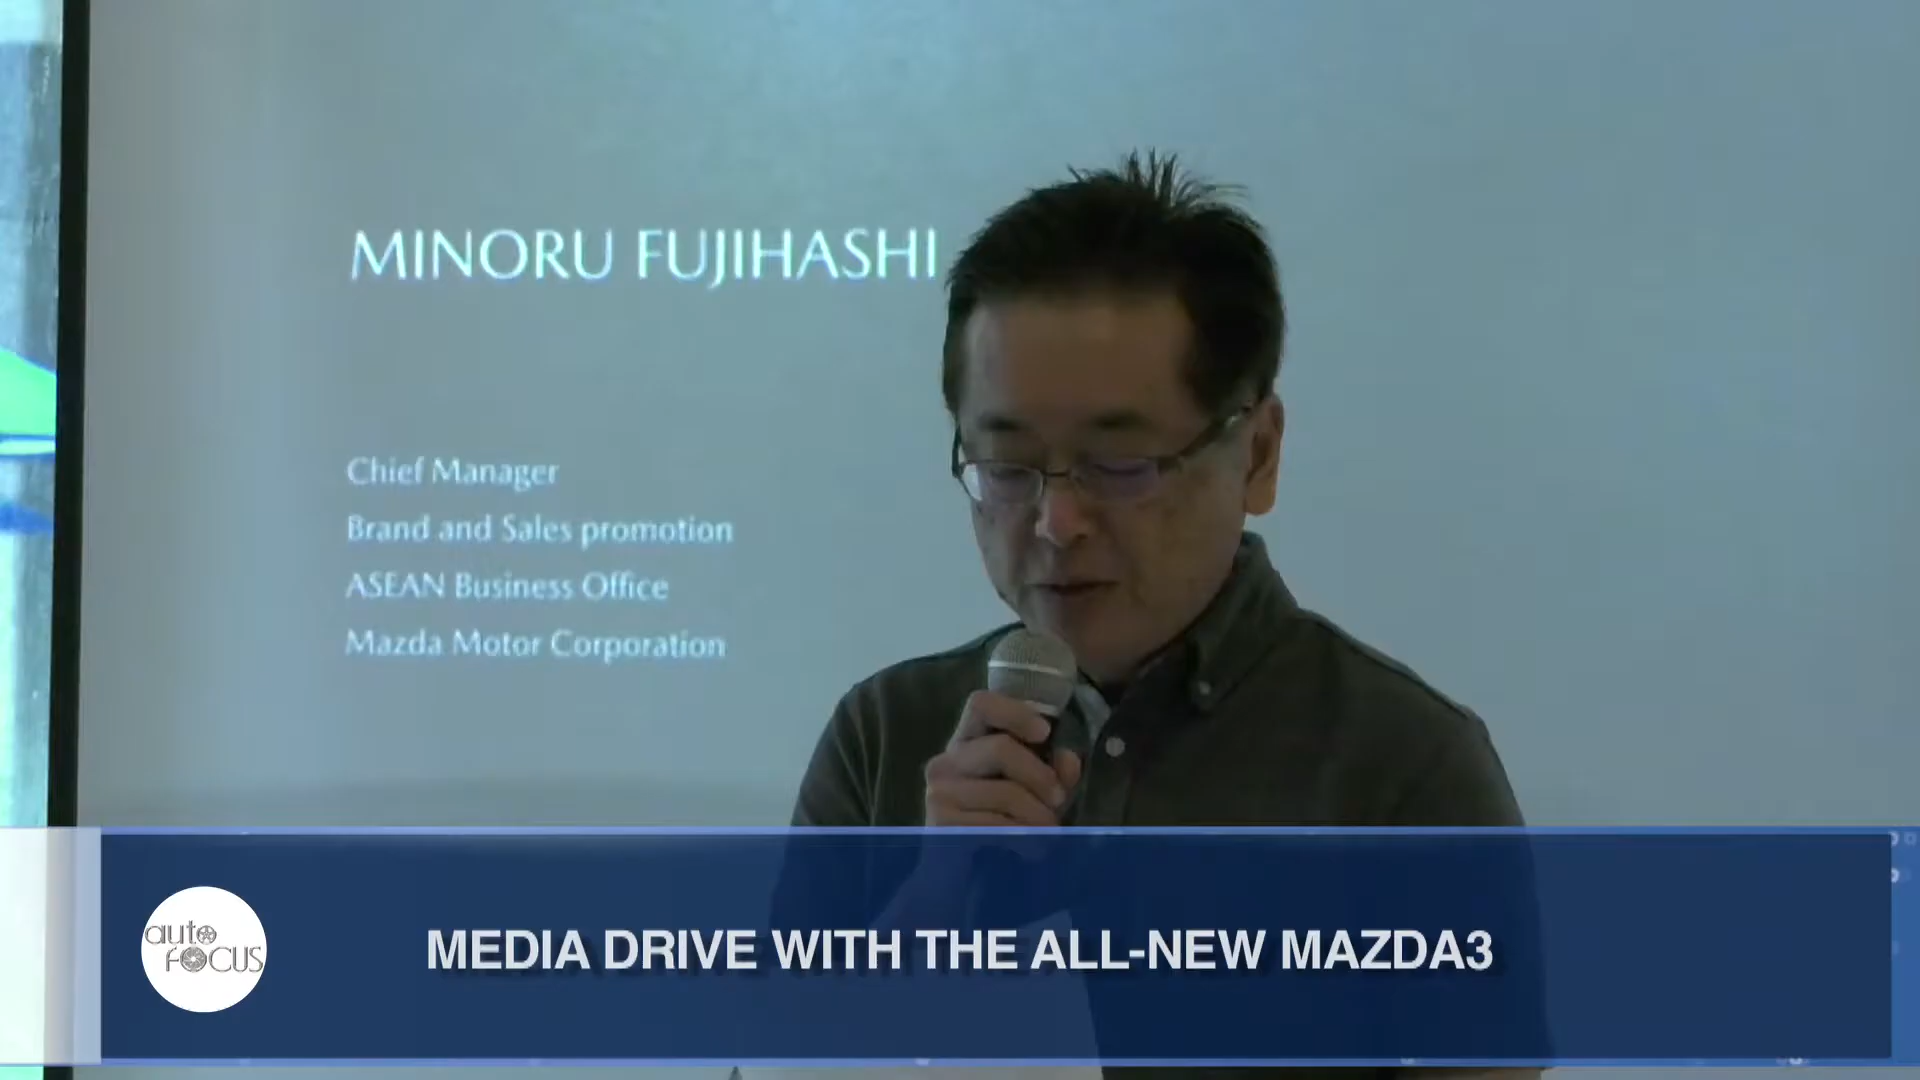 MINORU FUJIHASHI
Chief Manager
Brand and Sales promotion
ASEAN Business Office
Mazda Motor Corporation
auto
FOCUS
MEDIA DRIVE WITH THE ALL-NEW MAZDA3